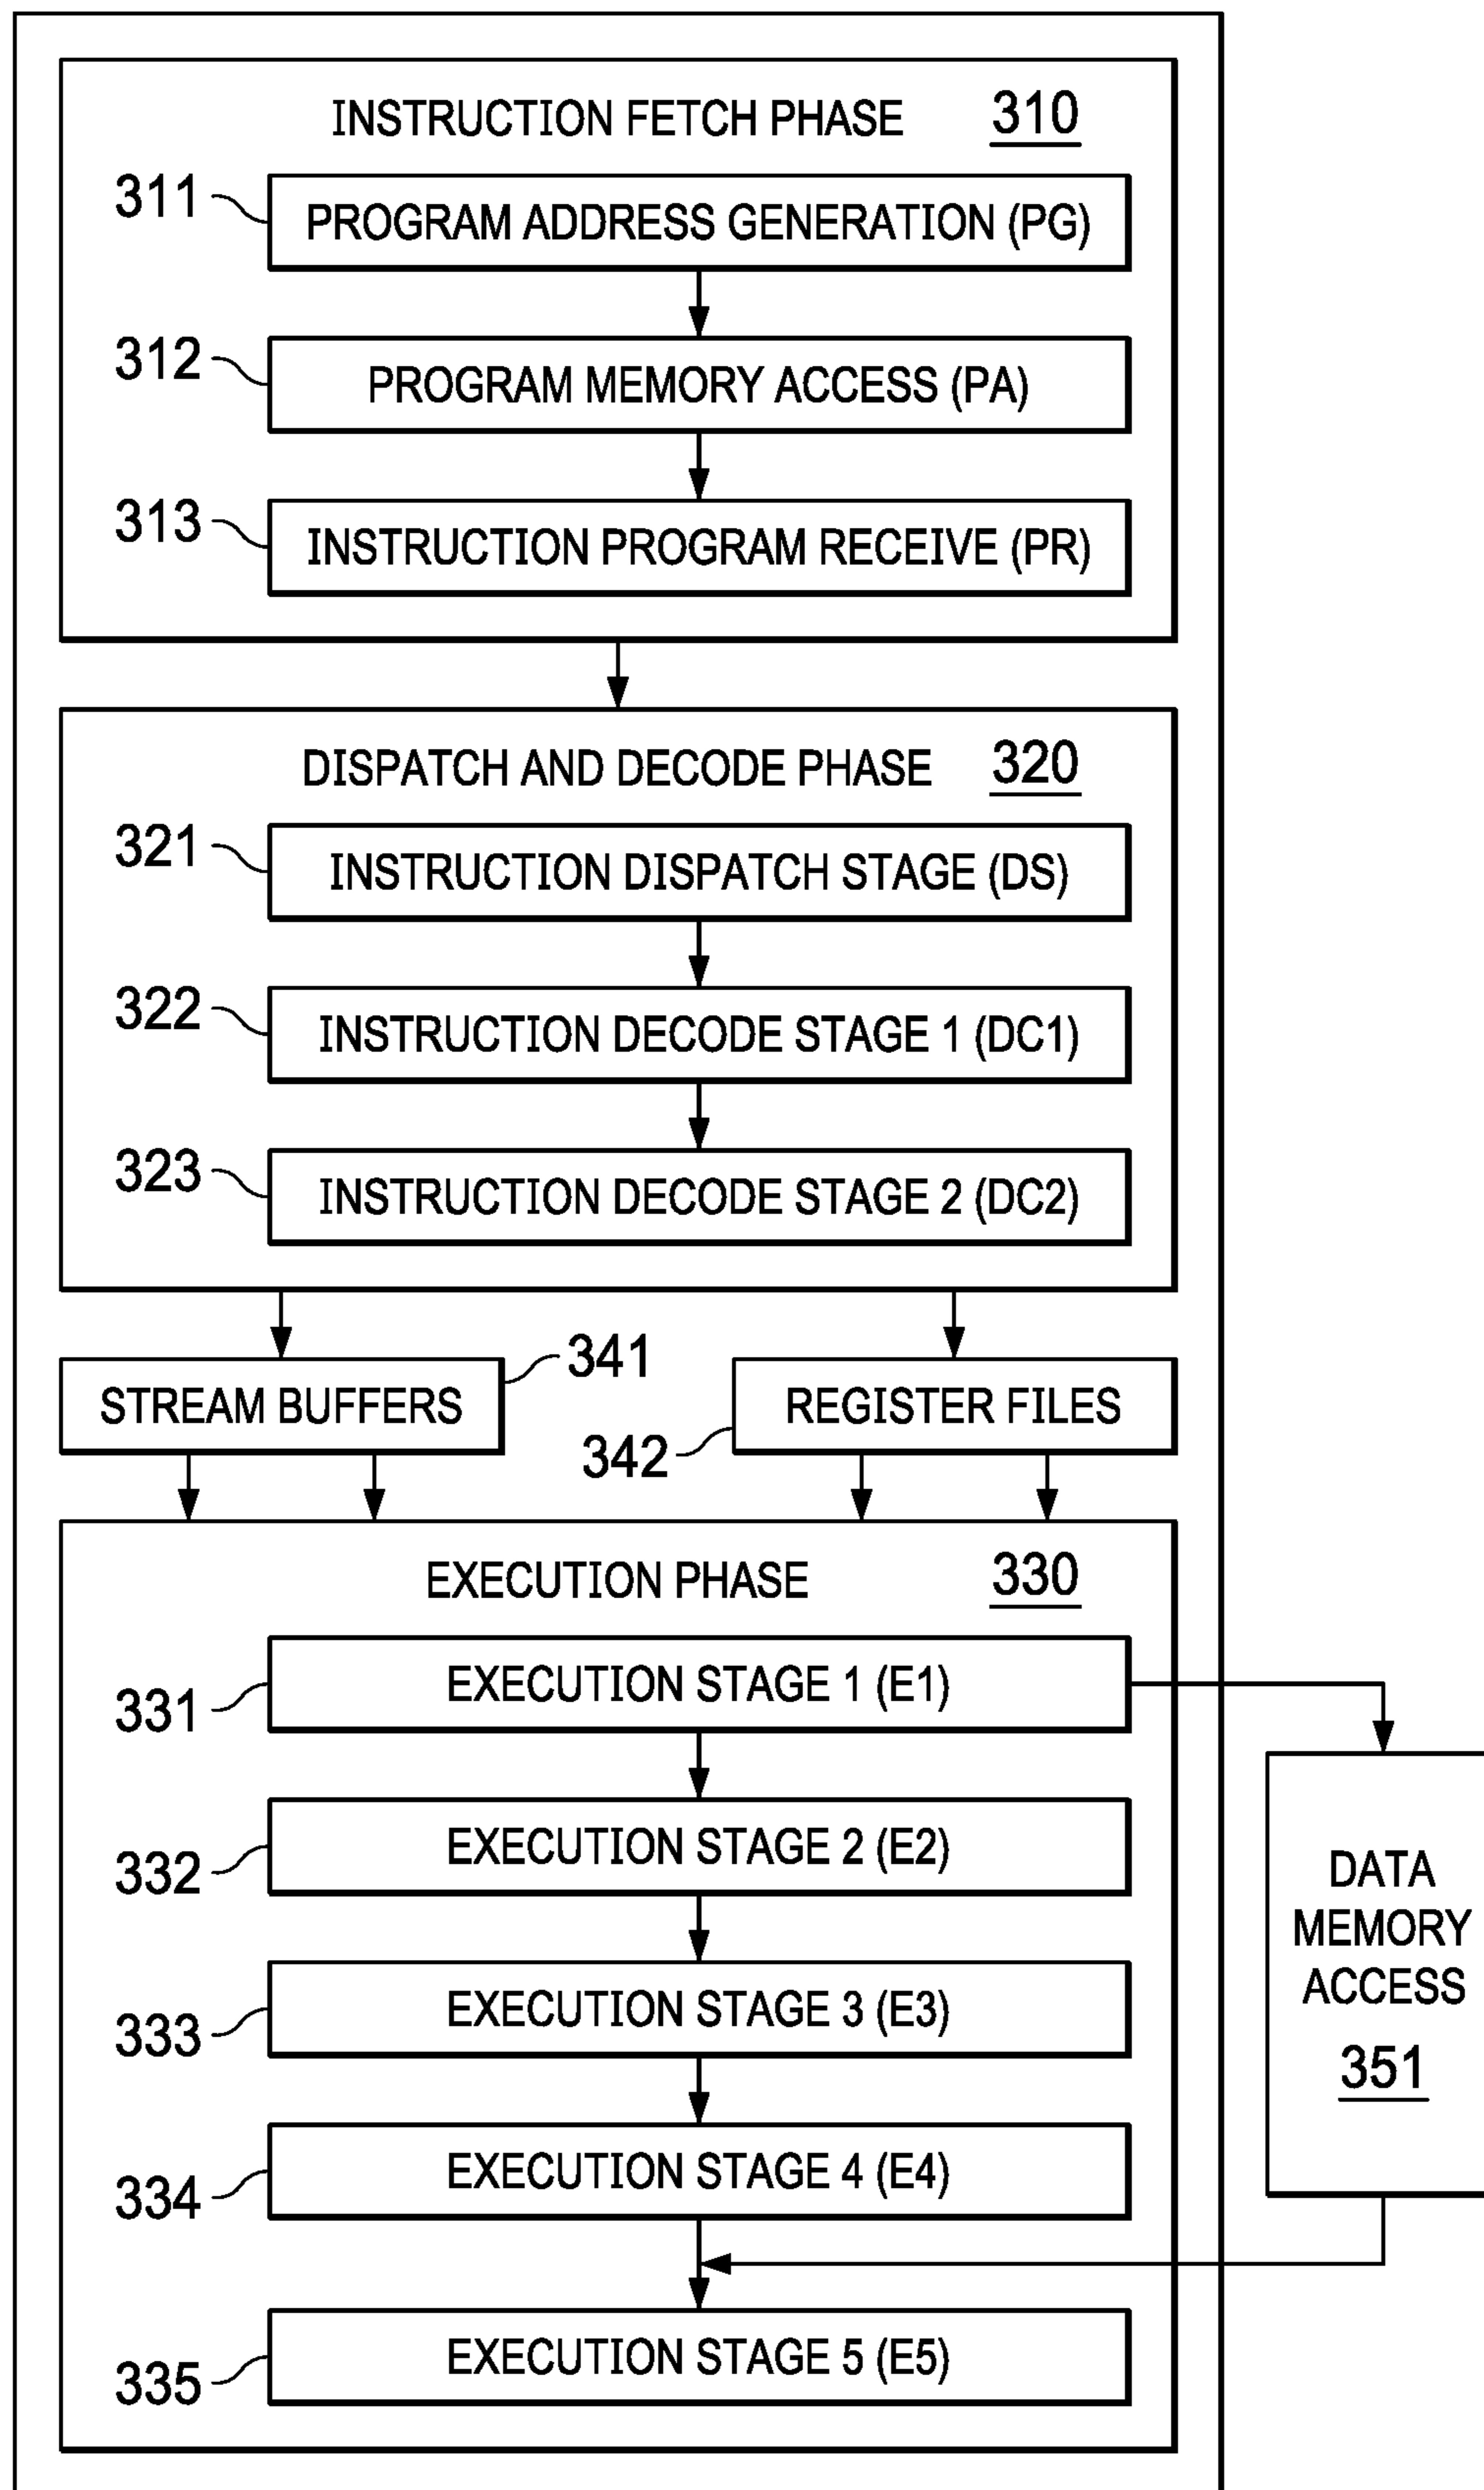 INSTRUCTION FETCH PHASE 310
311 PROGRAM ADDRESS GENERATION (PG)
312 PROGRAM MEMORY ACCESS (PA)
313 INSTRUCTION PROGRAM RECEIVE (PR)
DISPATCH AND DECODE PHASE 320
321 INSTRUCTION DISPATCH STAGE (DS)
322 INSTRUCTION DECODE STAGE 1 (DC1)
323 INSTRUCTION DECODE STAGE 2 (DC2)
STREAM BUFFERS 341
342 REGISTER FILES
EXECUTION PHASE 330
331 EXECUTION STAGE 1 (E1)
332 EXECUTION STAGE 2 (E2)
333 EXECUTION STAGE 3 (E3)
334 EXECUTION STAGE 4 (E4)
335 EXECUTION STAGE 5 (E5)
DATA
MEMORY
ACCESS
351